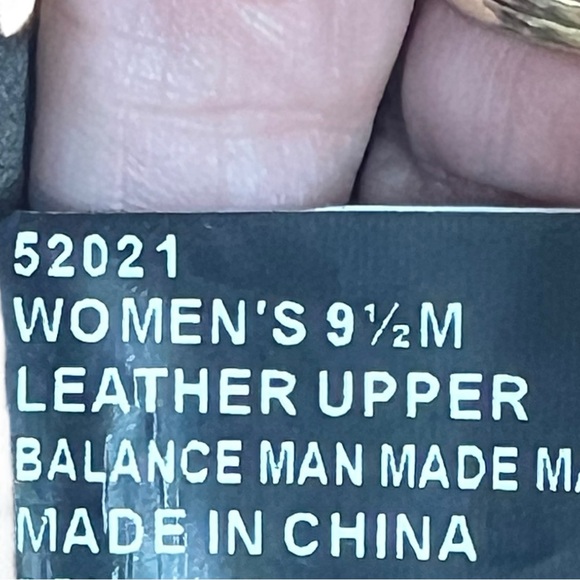 52021
WOMEN'S 9½M
LEATHER UPPER
BALANCE MAN MADE
MADE IN CHINA